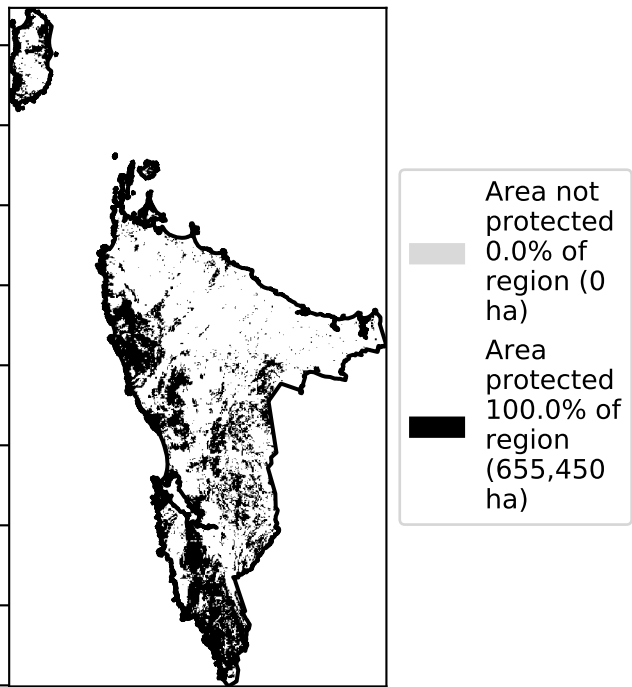 Area not
protected
0.0% of
region (0
ha)
Area
protected
100.0% of
region
(655,450
ha)